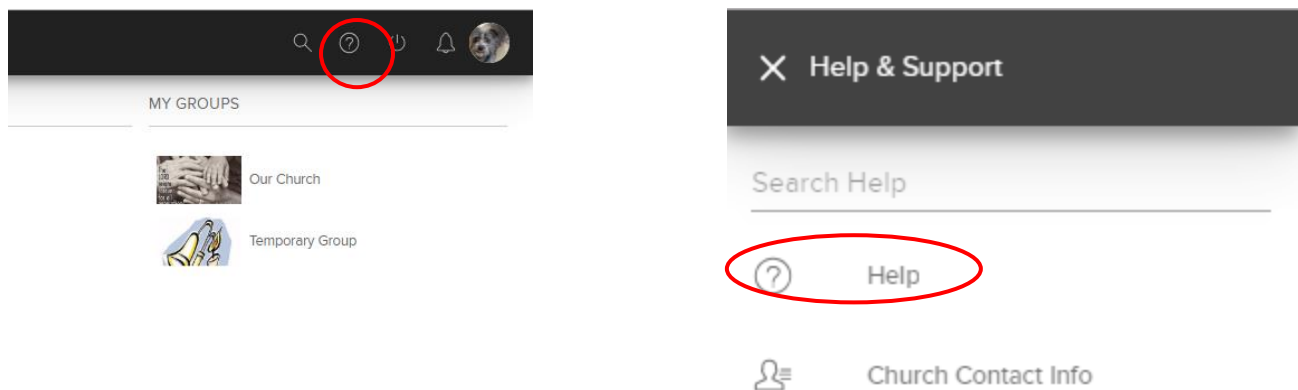 MY GROUPS
Our Church
Temporary Group
Help & Support
Search Help
Help
Church Contact Info